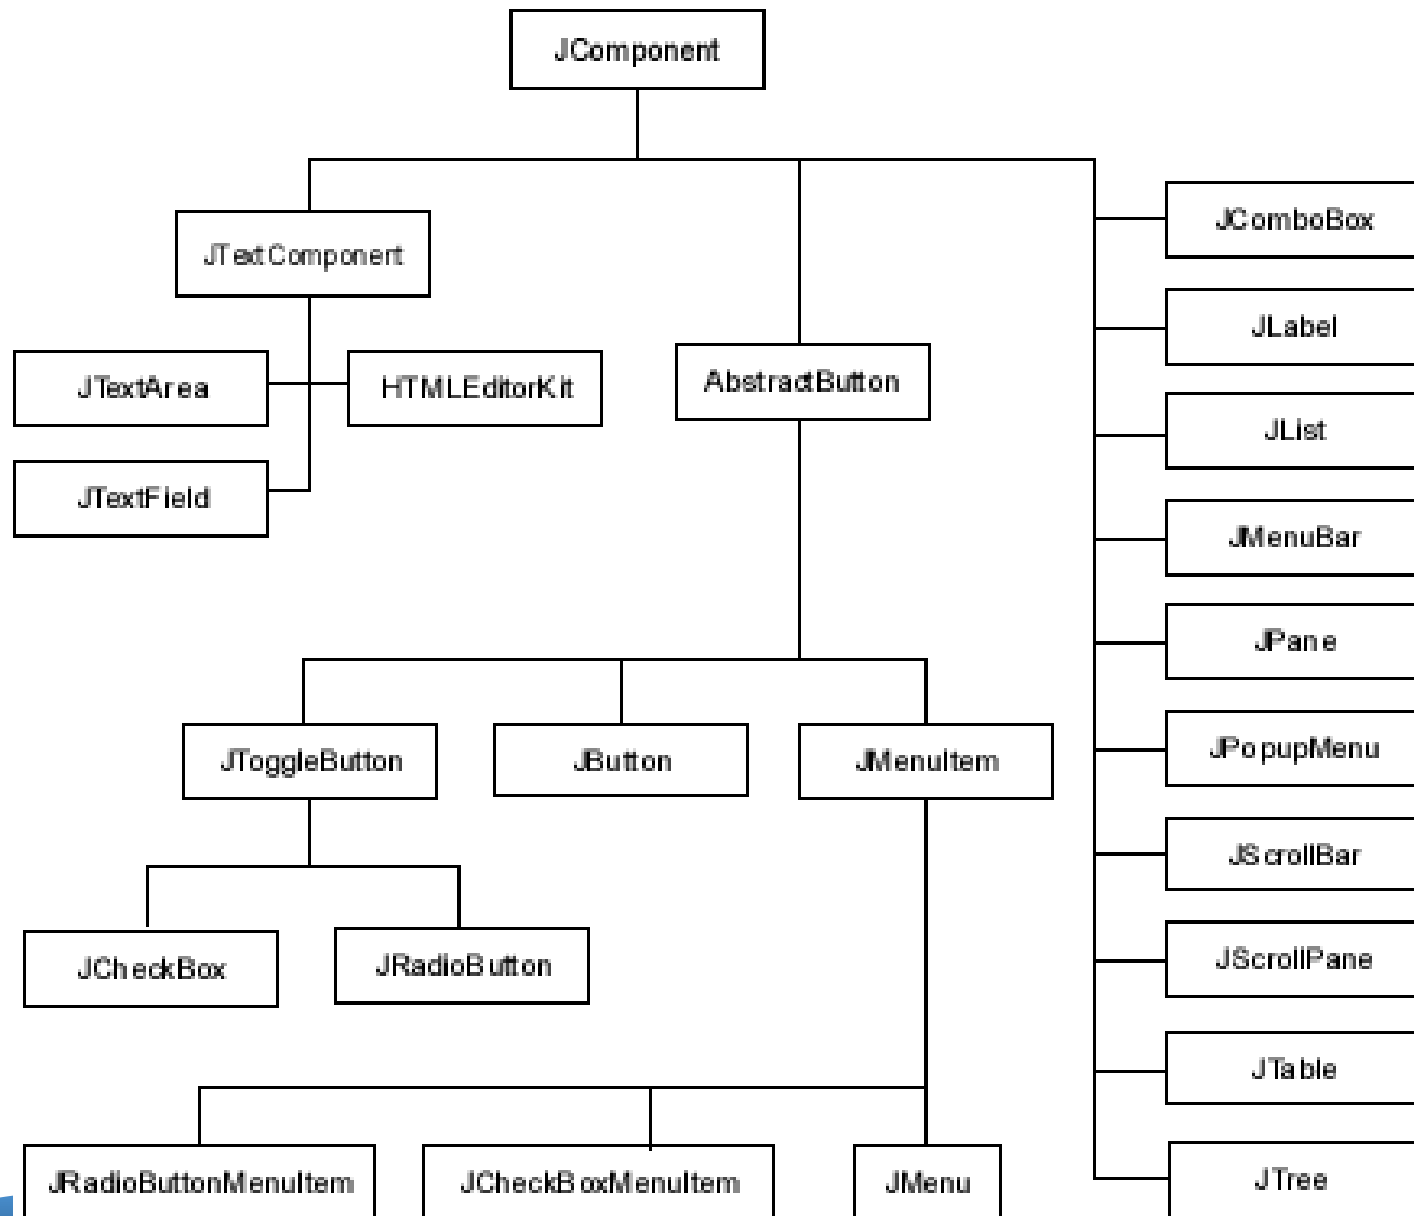 JComponent
JTextComponent
JTextArea
HTMLEditorKit
JTextField
AbstractButton
JToggleButton
JButton
JMenuItem
JCheckBox
JRadioButton
JRadioButtonMenuItem
JCheckBoxMenuItem
JMenu
JComboBox
JLabel
JList
JMenuBar
JPane
JPopupMenu
JScrollBar
JScrollPane
JTable
JTree